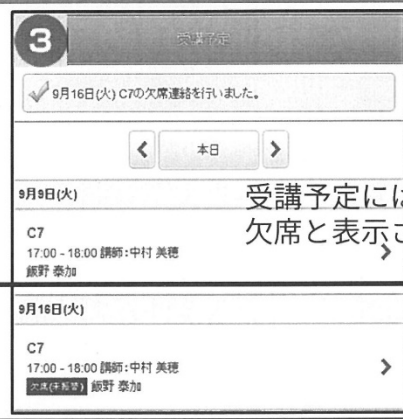 3
受講予定
9月16日(火) C7の欠席連絡を行いました。
本日
9月9日(火)
受講予定には
欠席と表示さ
C7
17:00 - 18:00 講師:中村 美穂
飯野 泰加
9月16日(火)
C7
17:00 - 18:00 講師:中村 美穂
欠席(未振替) 飯野 泰加